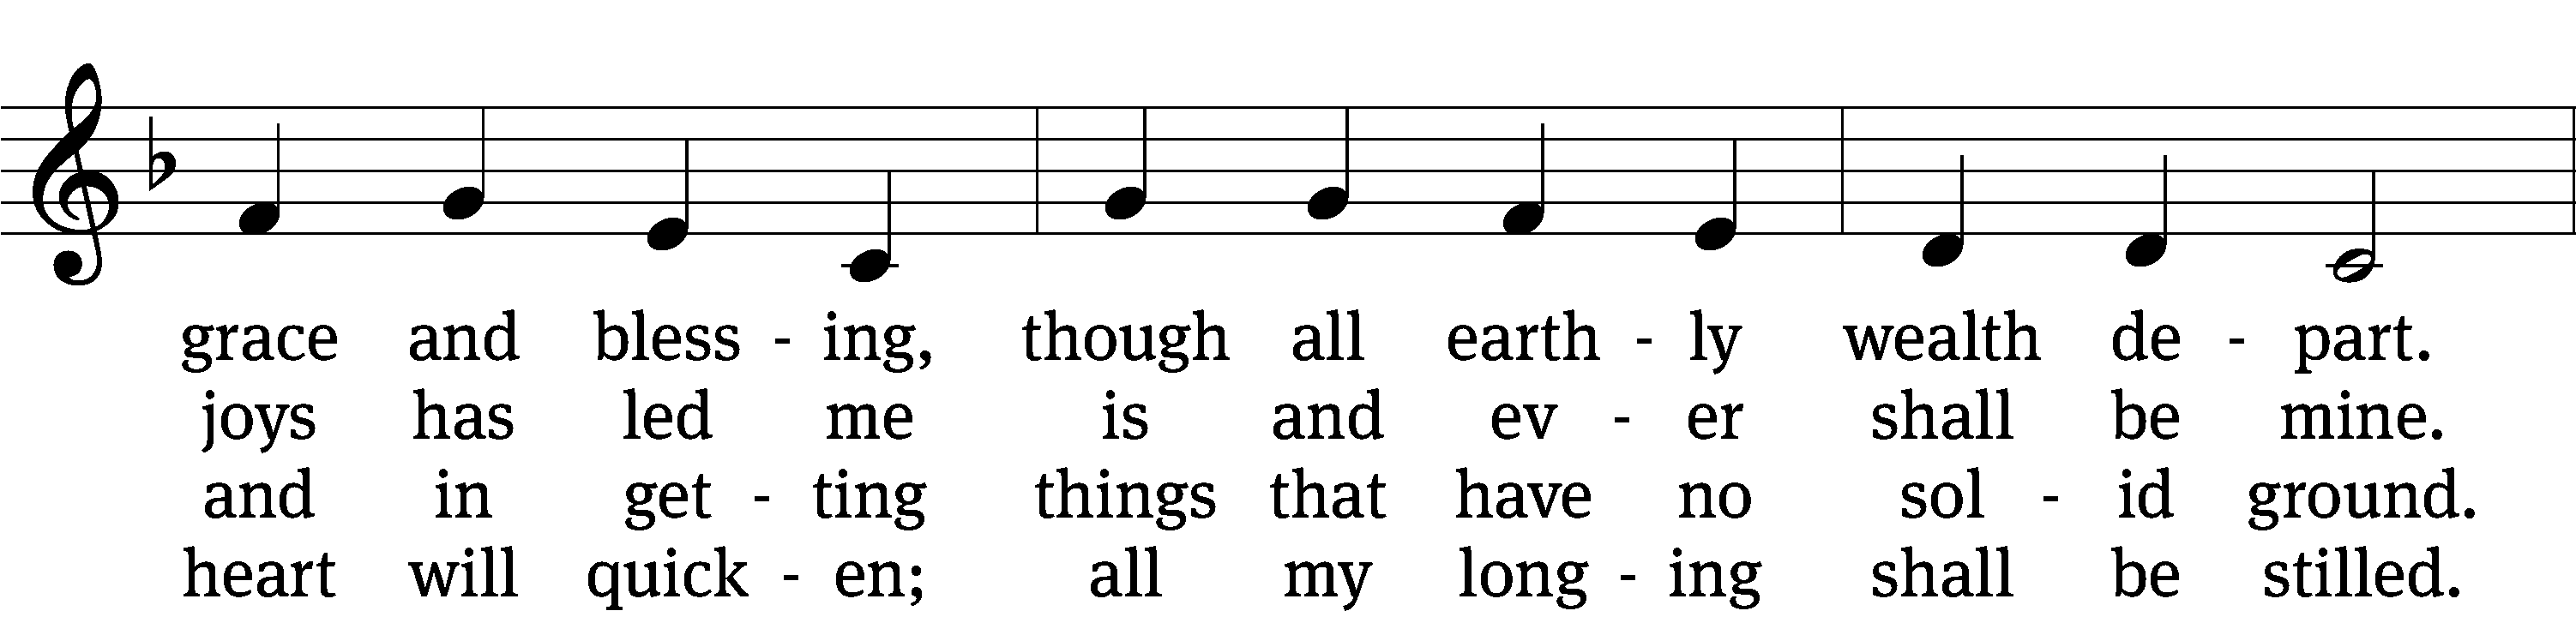 grace and bless - ing, though all earth - ly wealth de - part.
joys has led me is and ev - er shall be mine.
and in get - ting things that have no sol - id ground.
heart will quick - en; all my long - ing shall be stilled.